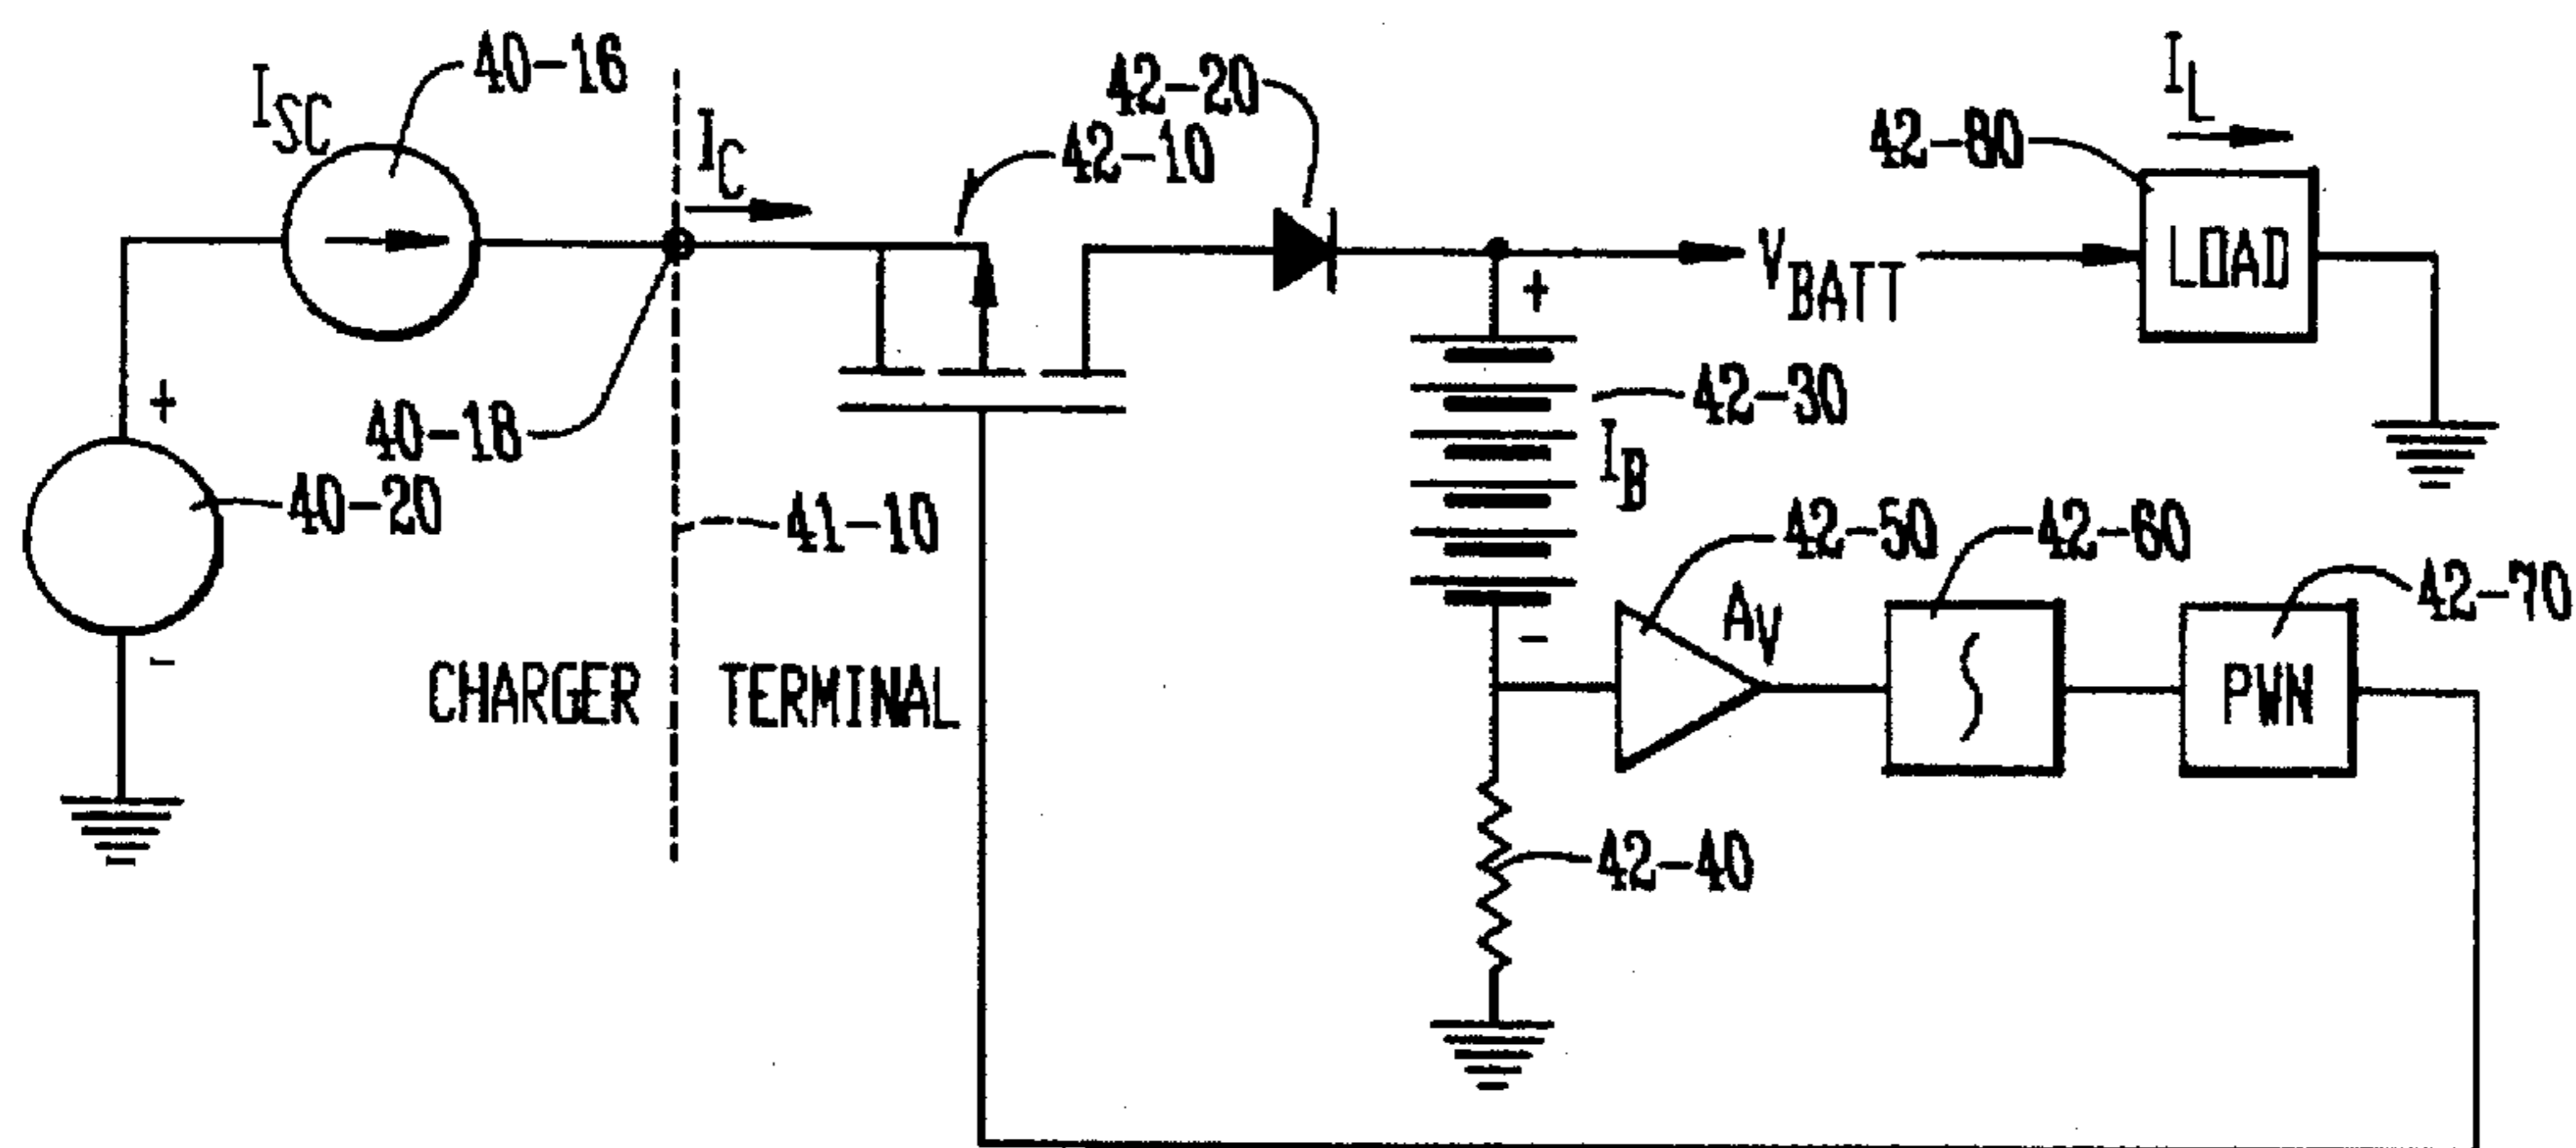 I_SC
40-16
I_C
42-20
42-10
I_L
42-80
LOAD
V_BATT
+
+
40-18
42-30
I_B
40-20
41-10
42-50
42-60
42-70
A_V
-
-
CHARGER
TERMINAL
∫
PWN
42-40